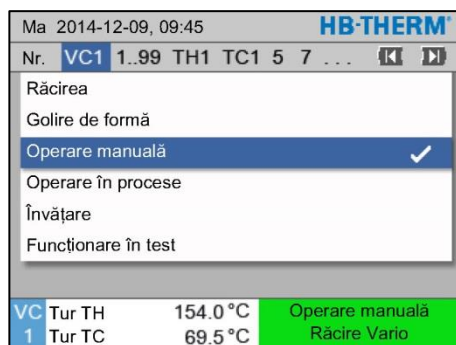 Ma 2014-12-09, 09:45 HB-THERM®
Nr. VC1 1..99 TH1 TC1 5 7 ...
Răcirea
Golire de formă
Operare manuală
Operare în procese
Învățare
Funcționare în test
VC Tur TH 154.0 °C Operare manuală
1 Tur TC 69.5 °C Răcire Vario